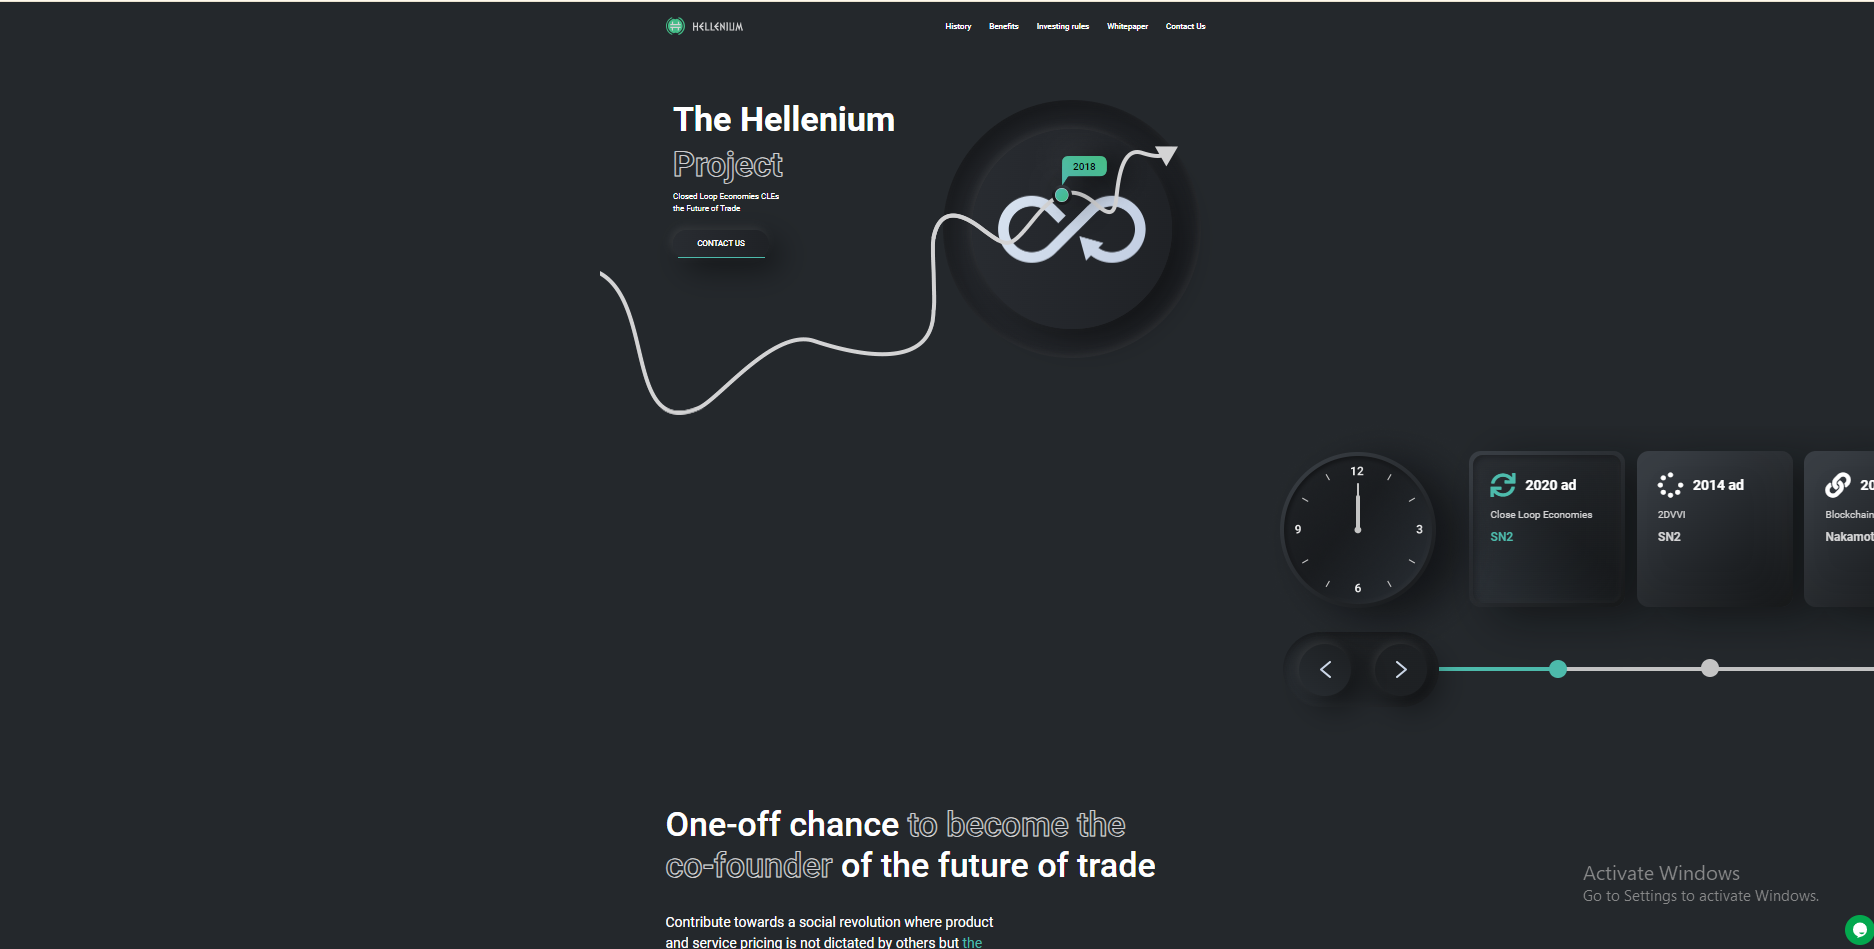 HELLENIUM
History Benefits Investing rules Whitepaper Contact Us
The Hellenium
Project
Closed Loop Economies CLEs
the Future of Trade
CONTACT US
2018
12
9
3
6
2020 ad
Close Loop Economies
SN2
2014 ad
2DVVI
SN2
20
Blockchain
Nakamot
One-off chance to become the
co-founder of the future of trade
Contribute towards a social revolution where product
and service pricing is not dictated by others but the
Activate Windows
Go to Settings to activate Windows.